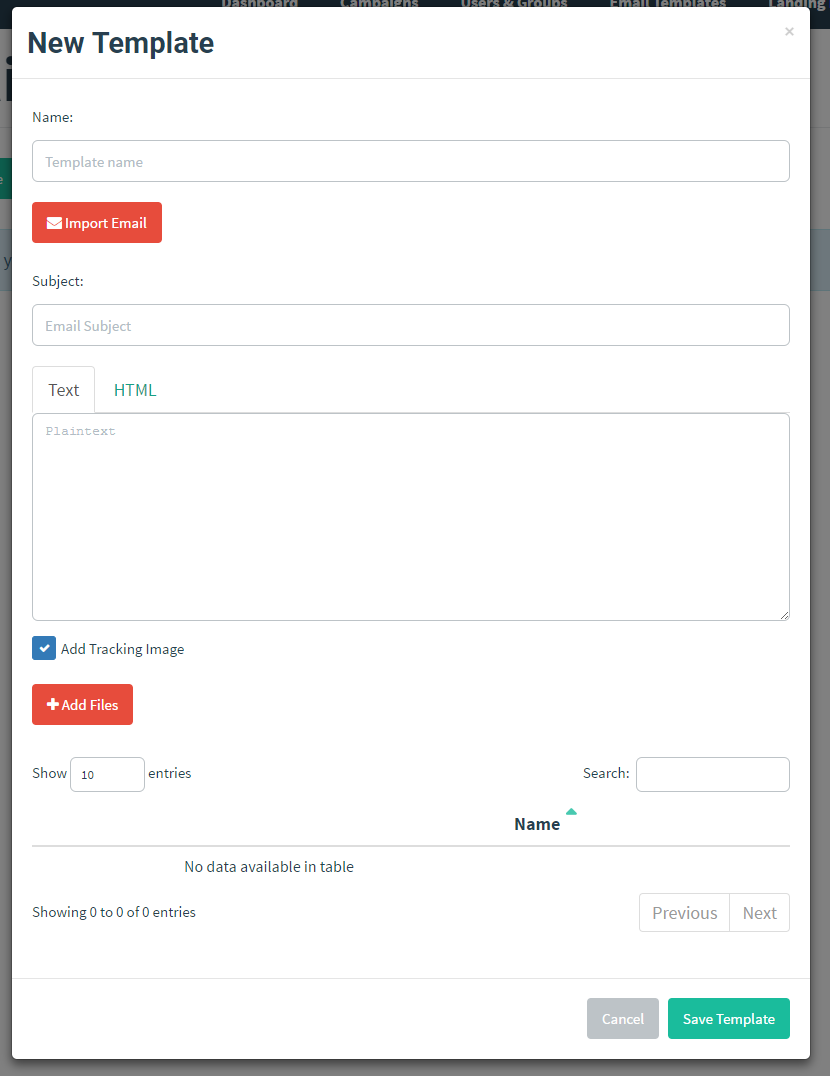 Dashboard Campaigns Users & Groups Email Templates Landing
New Template ×
Name:
Template name
Import Email
Subject:
Email Subject
Text HTML
Plaintext
Add Tracking Image
Add Files
Show 10 entries Search:
Name
No data available in table
Showing 0 to 0 of 0 entries Previous Next
Cancel Save Template